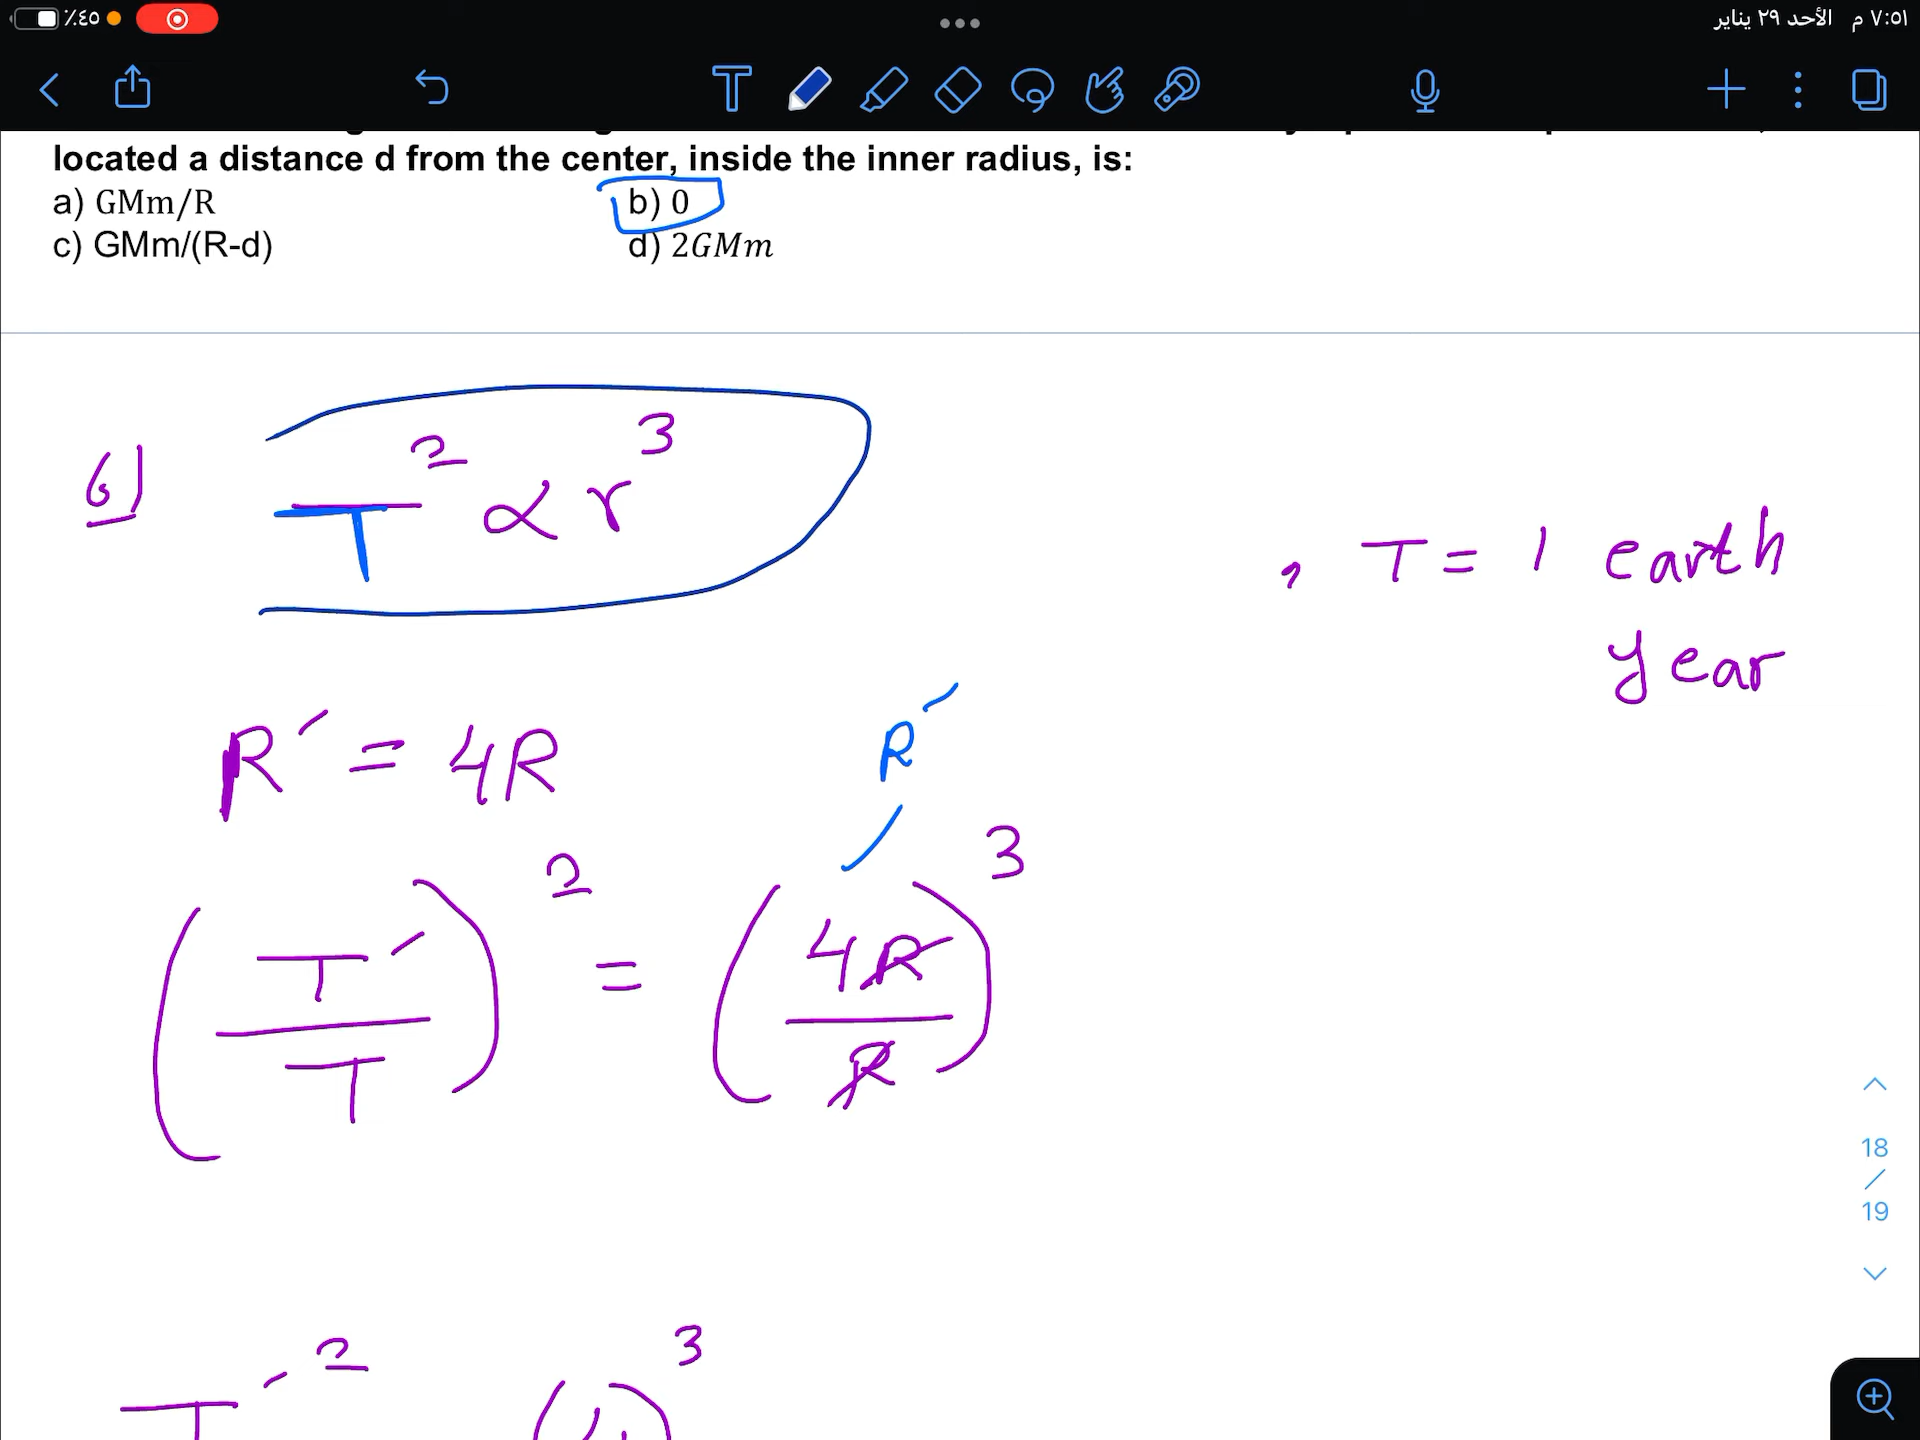 ٪٤٥
٧:٥١ م الأحد ٢٩ يناير
located a distance d from the center, inside the inner radius, is:
a) GMm/R b) 0
c) GMm/(R-d) d) 2GMm
6)
T² ∝ r³
, T = 1 earth
year
R′ = 4R
R′
(T′/T)² = (4R/R)³
T′² (4)³
18
/
19